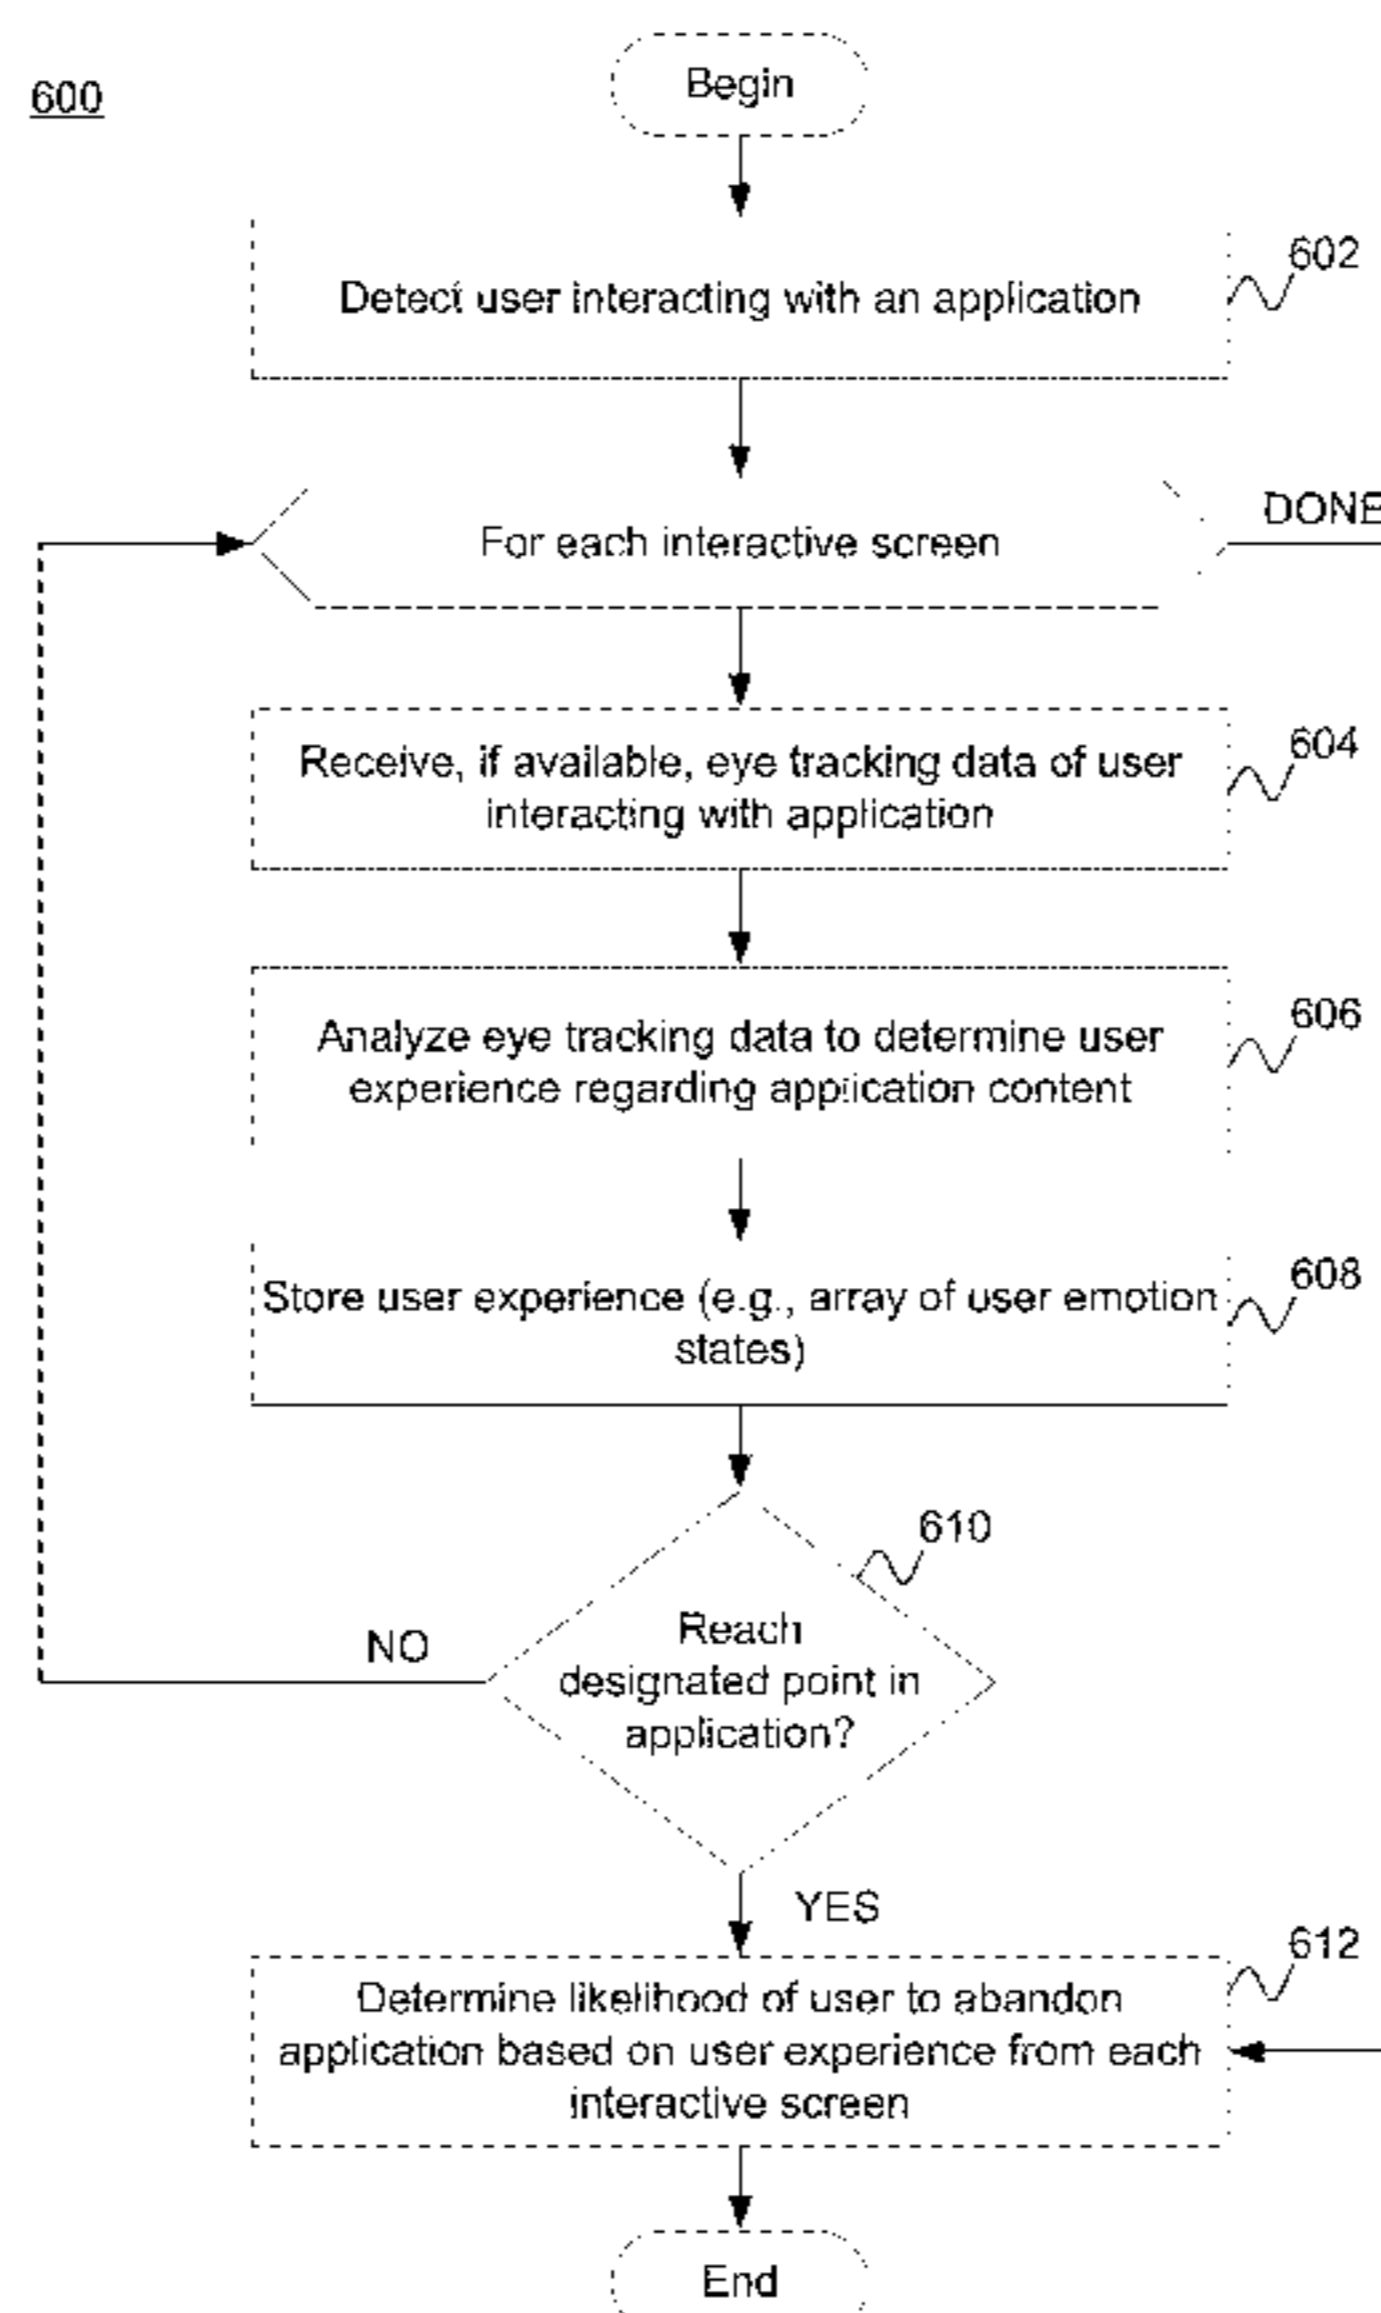 600
Begin
Detect user interacting with an application
602
For each interactive screen
DONE
Receive, if available, eye tracking data of user
interacting with application
604
Analyze eye tracking data to determine user
experience regarding application content
606
Store user experience (e.g., array of user emotion
states)
608
610
Reach
designated point in
application?
NO
YES
Determine likelihood of user to abandon
application based on user experience from each
interactive screen
612
End